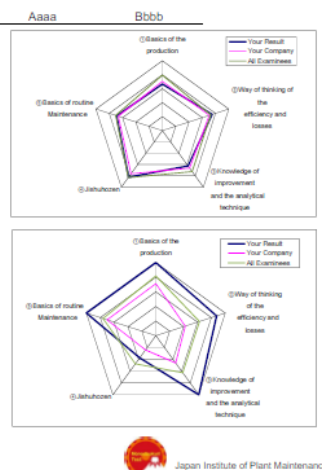 Aaaa Bbbb
①Basics of the
production
Your Result
Your Company
All Examinees
②Way of thinking of
the
efficiency and
losses
③Knowledge of
improvement
and the analytical
technique
④Jishuhozen
⑤Basics of routine
Maintenance
①Basics of the
production
Your Result
Your Company
All Examinees
②Way of thinking
of the
efficiency and
losses
③Knowledge of
improvement
and the analytical
technique
④Jishuhozen
⑤Basics of routine
Maintenance
Japan Institute of Plant Maintenance